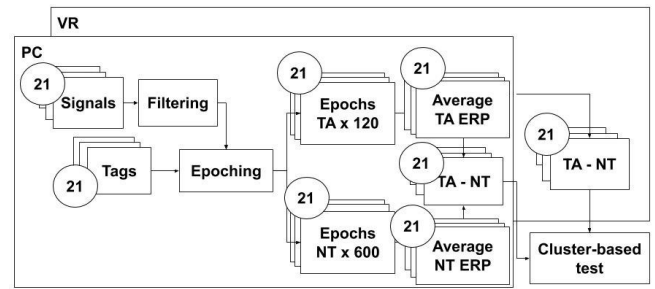 VR
PC
21
Signals
Filtering
21
Tags
Epoching
21
Epochs
TA x 120
21
Average
TA ERP
21
TA - NT
21
Epochs
NT x 600
21
Average
NT ERP
21
TA - NT
Cluster-based
test